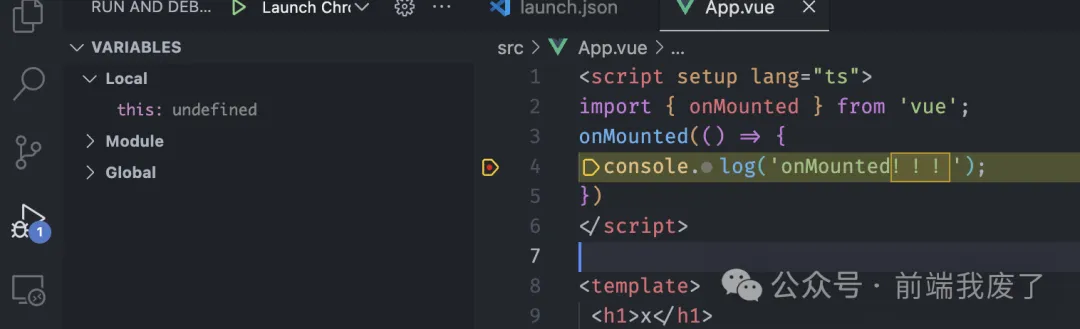 RUN AND DEB... Launch Chr ...
launch.json
App.vue
VARIABLES
Local
this: undefined
Module
Global
1
src > App.vue > ...
1 <script setup lang="ts">
2 import { onMounted } from 'vue';
3 onMounted(() => {
4 console.log('onMounted！！！');
5 })
6 </script>
7
8 <template>
9 <h1>x</h1>
公众号 · 前端我废了